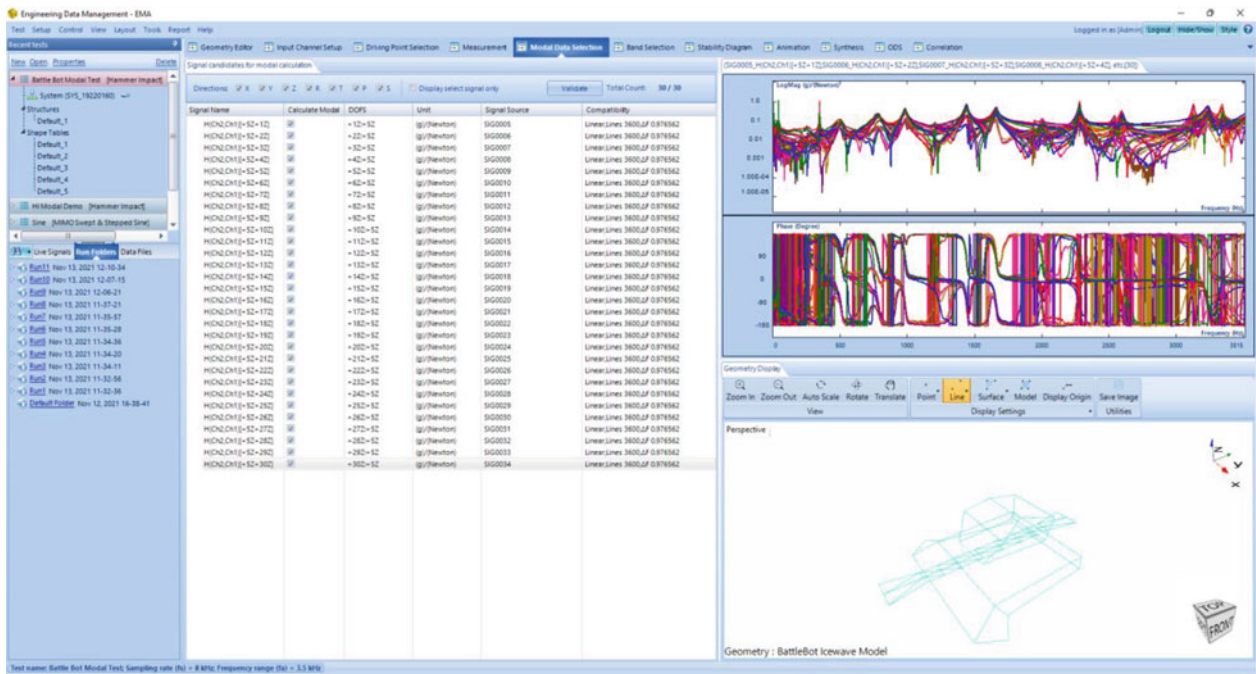 Engineering Data Management - EMA
Test Setup Control View Layout Tools Report Help
Logged in as [Admin] Logout Hide/Show Style
Recent tests
Geometry Editor Input Channel Setup Driving Point Selection Measurement Modal Data Selection Band Selection Stability Diagram Animation Synthesis ODS Correlation
New Open Properties Delete
Battle Bot Modal Test [Hammer Impact]
System (SYS_19220160)
Structures
Default_1
Shape Tables
Default_1
Default_2
Default_3
Default_4
Default_5
Hi Modal Demo [Hammer Impact]
Sine [MIMO Swept & Stepped Sine]
Live Signals Run Folders Data Files
Run11 Nov 13, 2021 12-10-34
Run10 Nov 13, 2021 12-07-15
Run9 Nov 13, 2021 12-06-21
Run8 Nov 13, 2021 11-37-21
Run7 Nov 13, 2021 11-35-57
Run6 Nov 13, 2021 11-35-28
Run5 Nov 13, 2021 11-34-36
Run4 Nov 13, 2021 11-34-20
Run3 Nov 13, 2021 11-34-11
Run2 Nov 13, 2021 11-32-56
Run1 Nov 13, 2021 11-32-36
Default Folder Nov 12, 2021 16-38-41
Signal candidates for modal calculation
Directions: X Y Z R T P S Display select signal only Validate Total Count: 30 / 30
Signal Name Calculate Modal DOFS Unit Signal Source Compatibility
H(Ch2,Ch1)[+5Z+1Z] +1Z:+5Z (g)/(Newton) SIG0005 Linear;Lines 3600,ΔF 0.976562
H(Ch2,Ch1)[+5Z+2Z] +2Z:+5Z (g)/(Newton) SIG0006 Linear;Lines 3600,ΔF 0.976562
H(Ch2,Ch1)[+5Z+3Z] +3Z:+5Z (g)/(Newton) SIG0007 Linear;Lines 3600,ΔF 0.976562
H(Ch2,Ch1)[+5Z+4Z] +4Z:+5Z (g)/(Newton) SIG0008 Linear;Lines 3600,ΔF 0.976562
H(Ch2,Ch1)[+5Z+5Z] +5Z:+5Z (g)/(Newton) SIG0009 Linear;Lines 3600,ΔF 0.976562
H(Ch2,Ch1)[+5Z+6Z] +6Z:+5Z (g)/(Newton) SIG0010 Linear;Lines 3600,ΔF 0.976562
H(Ch2,Ch1)[+5Z+7Z] +7Z:+5Z (g)/(Newton) SIG0011 Linear;Lines 3600,ΔF 0.976562
H(Ch2,Ch1)[+5Z+8Z] +8Z:+5Z (g)/(Newton) SIG0012 Linear;Lines 3600,ΔF 0.976562
H(Ch2,Ch1)[+5Z+9Z] +9Z:+5Z (g)/(Newton) SIG0013 Linear;Lines 3600,ΔF 0.976562
H(Ch2,Ch1)[+5Z+10Z] +10Z:+5Z (g)/(Newton) SIG0014 Linear;Lines 3600,ΔF 0.976562
H(Ch2,Ch1)[+5Z+11Z] +11Z:+5Z (g)/(Newton) SIG0015 Linear;Lines 3600,ΔF 0.976562
H(Ch2,Ch1)[+5Z+12Z] +12Z:+5Z (g)/(Newton) SIG0016 Linear;Lines 3600,ΔF 0.976562
H(Ch2,Ch1)[+5Z+13Z] +13Z:+5Z (g)/(Newton) SIG0017 Linear;Lines 3600,ΔF 0.976562
H(Ch2,Ch1)[+5Z+14Z] +14Z:+5Z (g)/(Newton) SIG0018 Linear;Lines 3600,ΔF 0.976562
H(Ch2,Ch1)[+5Z+15Z] +15Z:+5Z (g)/(Newton) SIG0019 Linear;Lines 3600,ΔF 0.976562
H(Ch2,Ch1)[+5Z+16Z] +16Z:+5Z (g)/(Newton) SIG0020 Linear;Lines 3600,ΔF 0.976562
H(Ch2,Ch1)[+5Z+17Z] +17Z:+5Z (g)/(Newton) SIG0021 Linear;Lines 3600,ΔF 0.976562
H(Ch2,Ch1)[+5Z+18Z] +18Z:+5Z (g)/(Newton) SIG0022 Linear;Lines 3600,ΔF 0.976562
H(Ch2,Ch1)[+5Z+19Z] +19Z:+5Z (g)/(Newton) SIG0023 Linear;Lines 3600,ΔF 0.976562
H(Ch2,Ch1)[+5Z+20Z] +20Z:+5Z (g)/(Newton) SIG0024 Linear;Lines 3600,ΔF 0.976562
H(Ch2,Ch1)[+5Z+21Z] +21Z:+5Z (g)/(Newton) SIG0025 Linear;Lines 3600,ΔF 0.976562
H(Ch2,Ch1)[+5Z+22Z] +22Z:+5Z (g)/(Newton) SIG0026 Linear;Lines 3600,ΔF 0.976562
H(Ch2,Ch1)[+5Z+23Z] +23Z:+5Z (g)/(Newton) SIG0027 Linear;Lines 3600,ΔF 0.976562
H(Ch2,Ch1)[+5Z+24Z] +24Z:+5Z (g)/(Newton) SIG0028 Linear;Lines 3600,ΔF 0.976562
H(Ch2,Ch1)[+5Z+25Z] +25Z:+5Z (g)/(Newton) SIG0029 Linear;Lines 3600,ΔF 0.976562
H(Ch2,Ch1)[+5Z+26Z] +26Z:+5Z (g)/(Newton) SIG0030 Linear;Lines 3600,ΔF 0.976562
H(Ch2,Ch1)[+5Z+27Z] +27Z:+5Z (g)/(Newton) SIG0031 Linear;Lines 3600,ΔF 0.976562
H(Ch2,Ch1)[+5Z+28Z] +28Z:+5Z (g)/(Newton) SIG0032 Linear;Lines 3600,ΔF 0.976562
H(Ch2,Ch1)[+5Z+29Z] +29Z:+5Z (g)/(Newton) SIG0033 Linear;Lines 3600,ΔF 0.976562
H(Ch2,Ch1)[+5Z+30Z] +30Z:+5Z (g)/(Newton) SIG0034 Linear;Lines 3600,ΔF 0.976562
(SIG0005_H(Ch2,Ch1)[+5Z+1Z],SIG0006_H(Ch2,Ch1)[+5Z+2Z],SIG0007_H(Ch2,Ch1)[+5Z+3Z],SIG0008_H(Ch2,Ch1)[+5Z+4Z], etc(30))
LogMag (g)/(Newton)
1.0
0.1
0.01
0.001
1.00E-04
1.00E-05
Frequency (Hz)
Phase (Degree)
90
0
-90
-180
Frequency (Hz)
0 500 1000 1500 2000 2500 3000 3515
Geometry Display
Zoom In Zoom Out Auto Scale Rotate Translate Point Line Surface Model Display Origin Save Image
View Display Settings Utilities
Perspective
Z
Y
X
TOP
FRONT
Geometry : BattleBot Icewave Model
Test name: Battle Bot Modal Test; Sampling rate (fs) = 8 kHz; Frequency range (fa) = 3.5 kHz